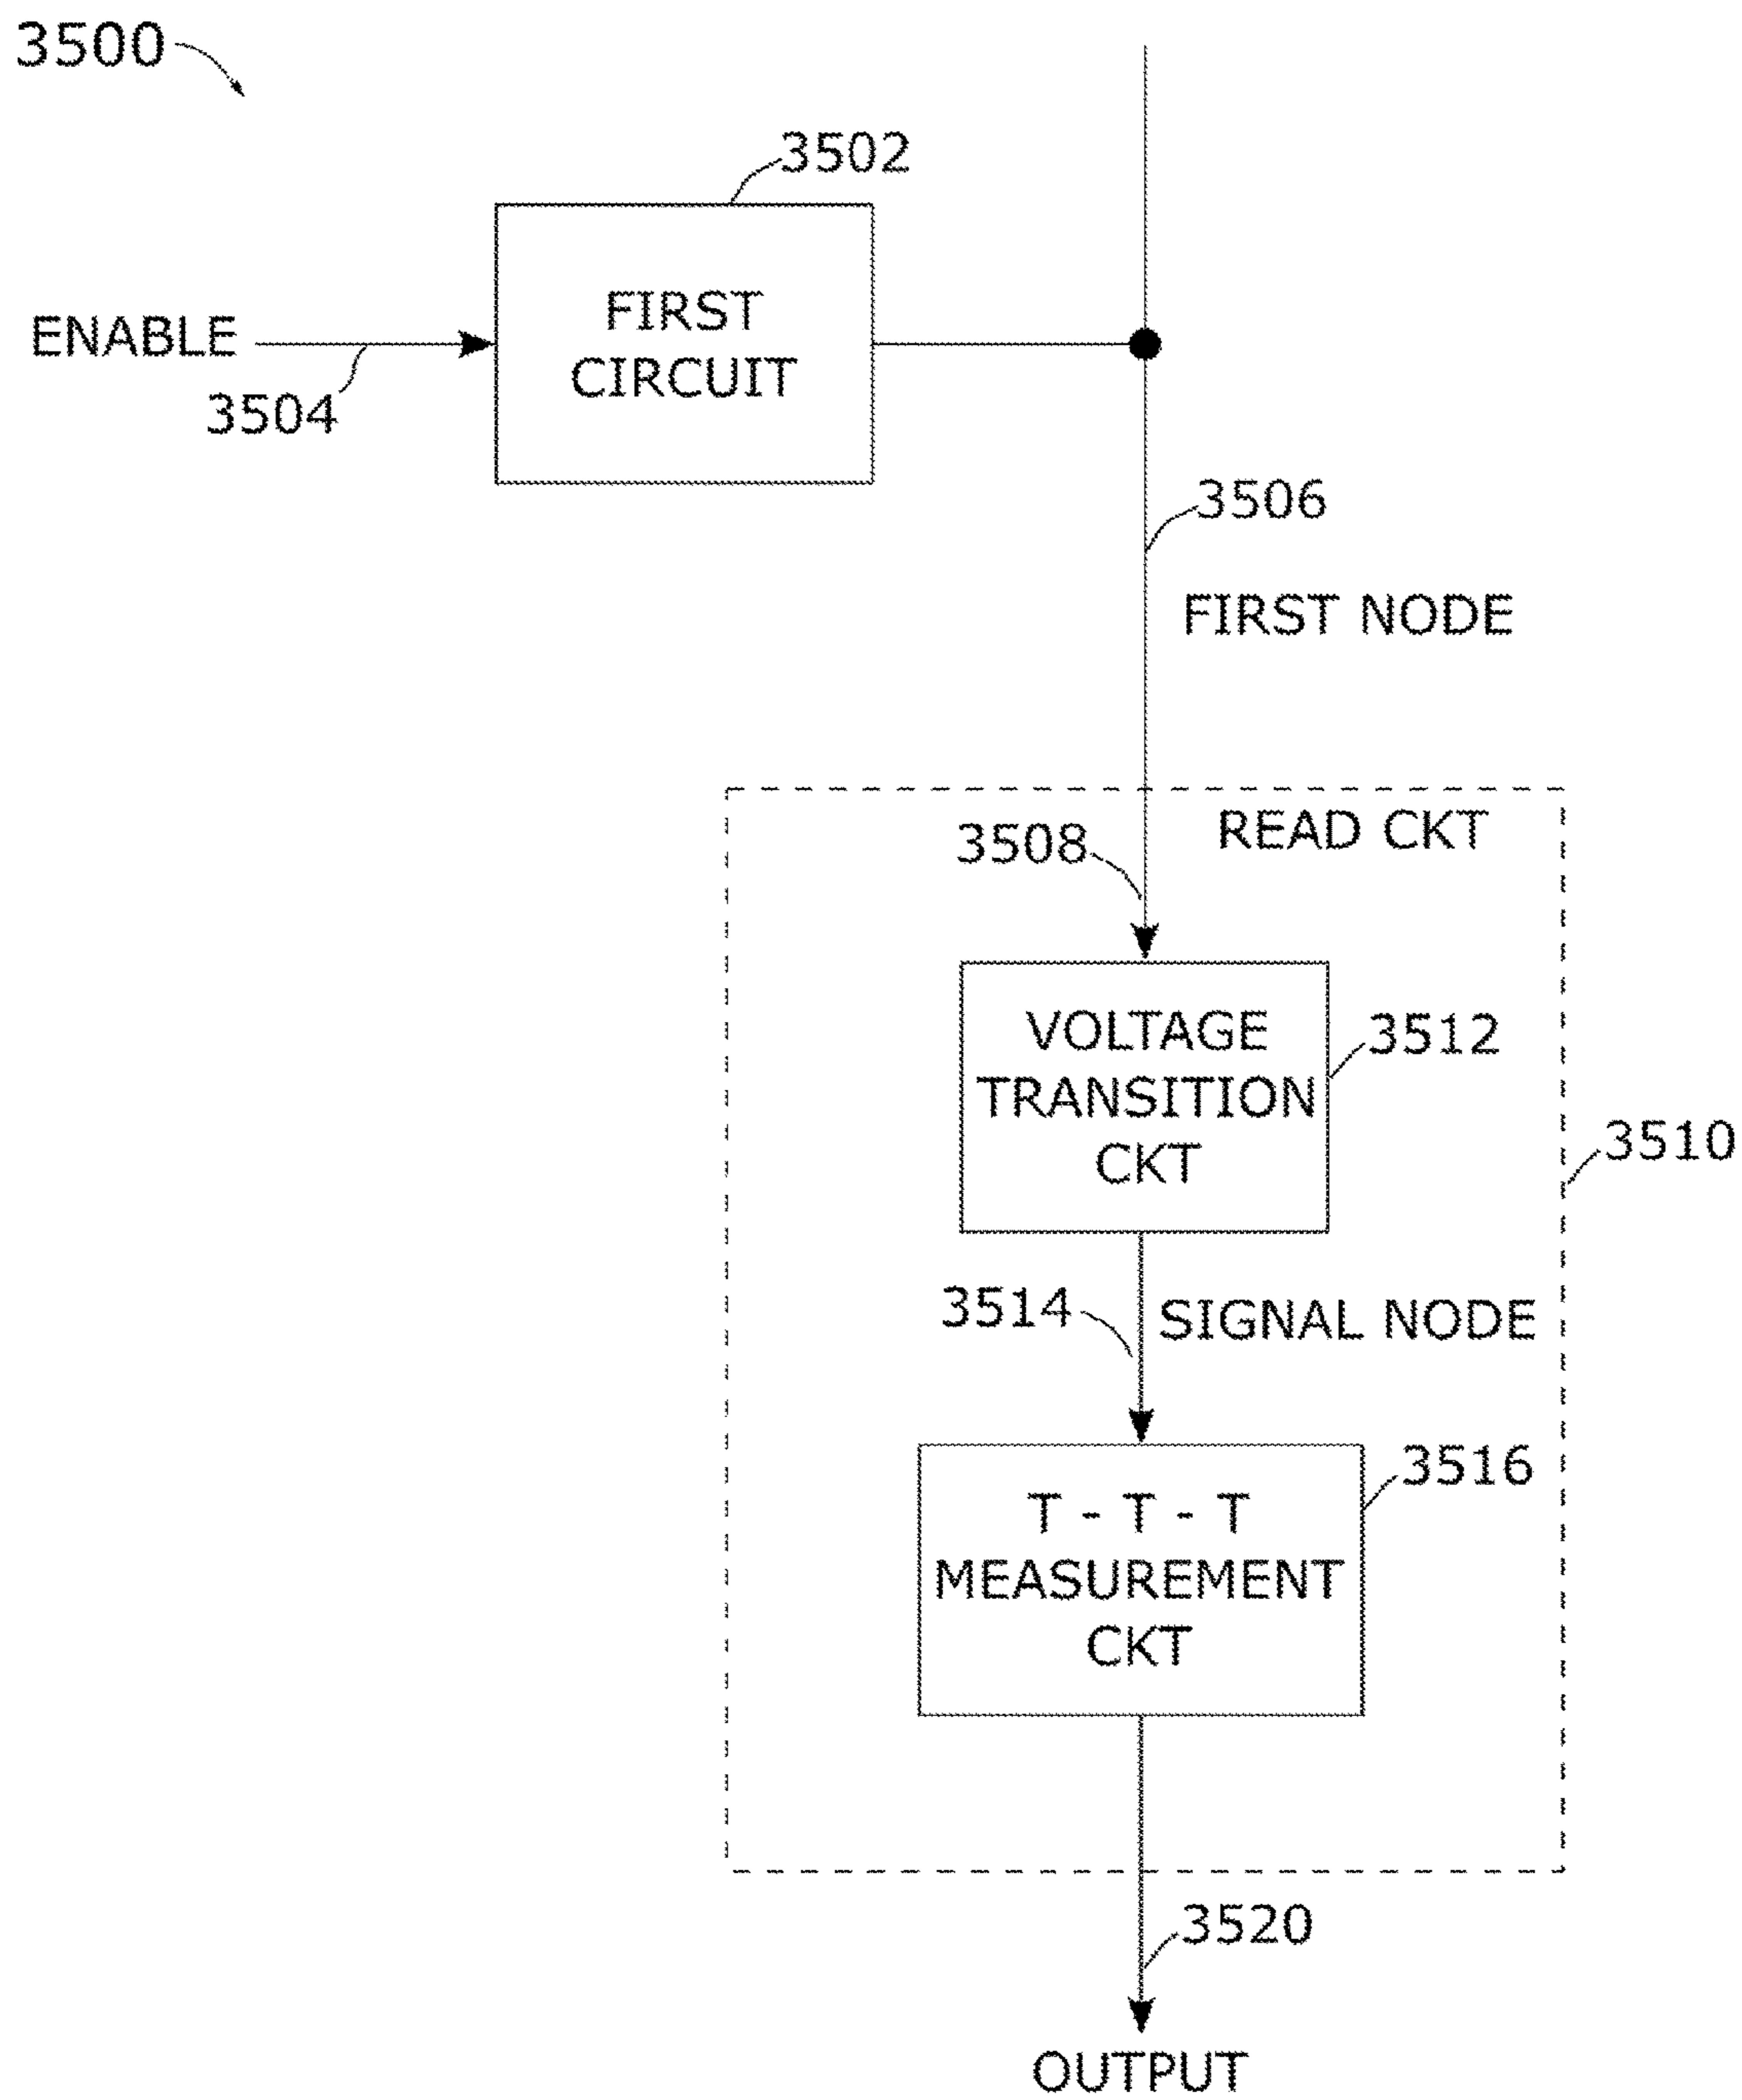 3500
3502
ENABLE
FIRST
CIRCUIT
3504
3506
FIRST NODE
READ CKT
3508
VOLTAGE
TRANSITION
CKT
3512
3510
3514
SIGNAL NODE
3516
T - T - T
MEASUREMENT
CKT
3520
OUTPUT